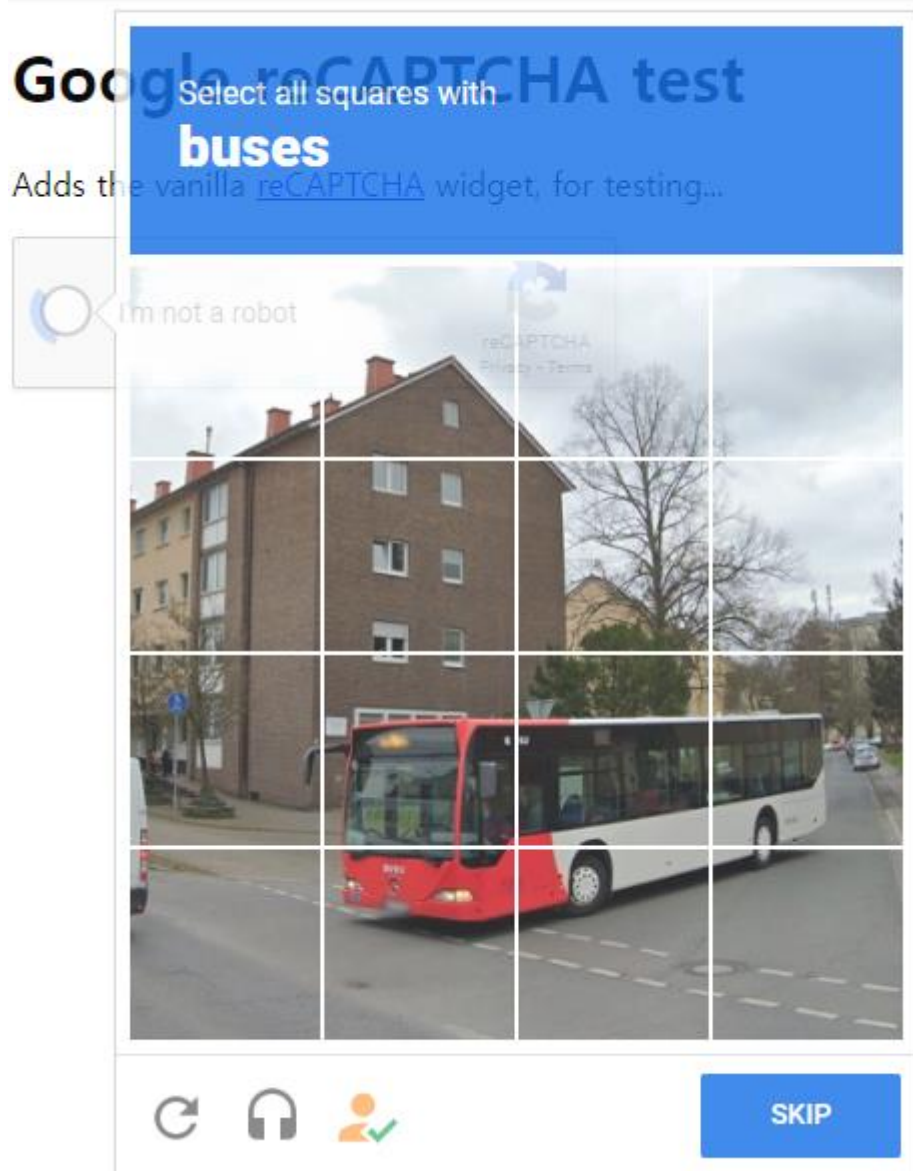 Google reCAPTCHA test
Select all squares with
buses
Adds the vanilla reCAPTCHA widget, for testing...
I'm not a robot
reCAPTCHA
Privacy - Terms
SKIP